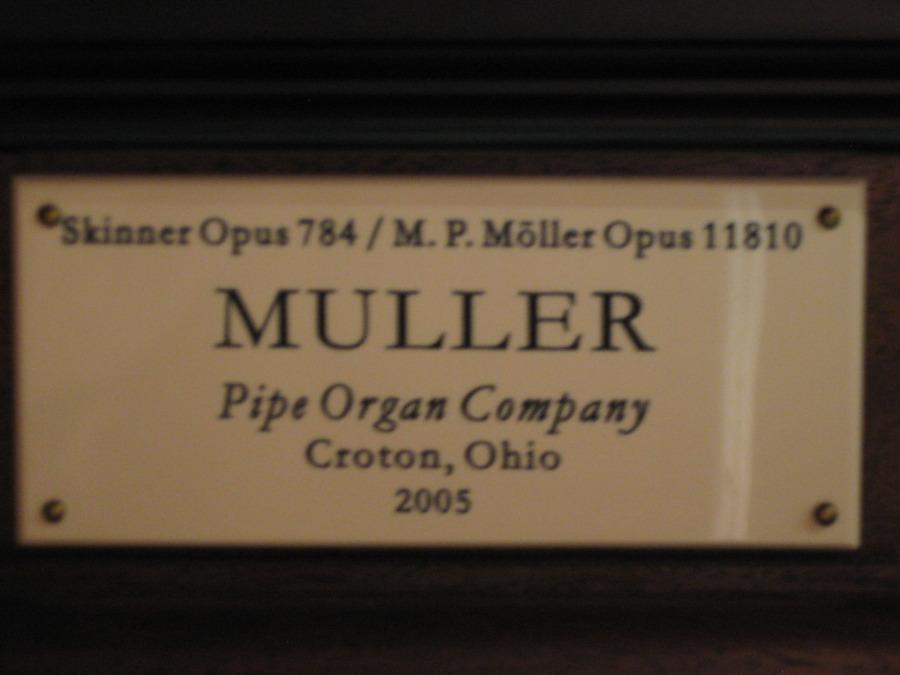 Skinner Opus 784 / M. P. Möller Opus 11810
MULLER
Pipe Organ Company
Croton, Ohio
2005